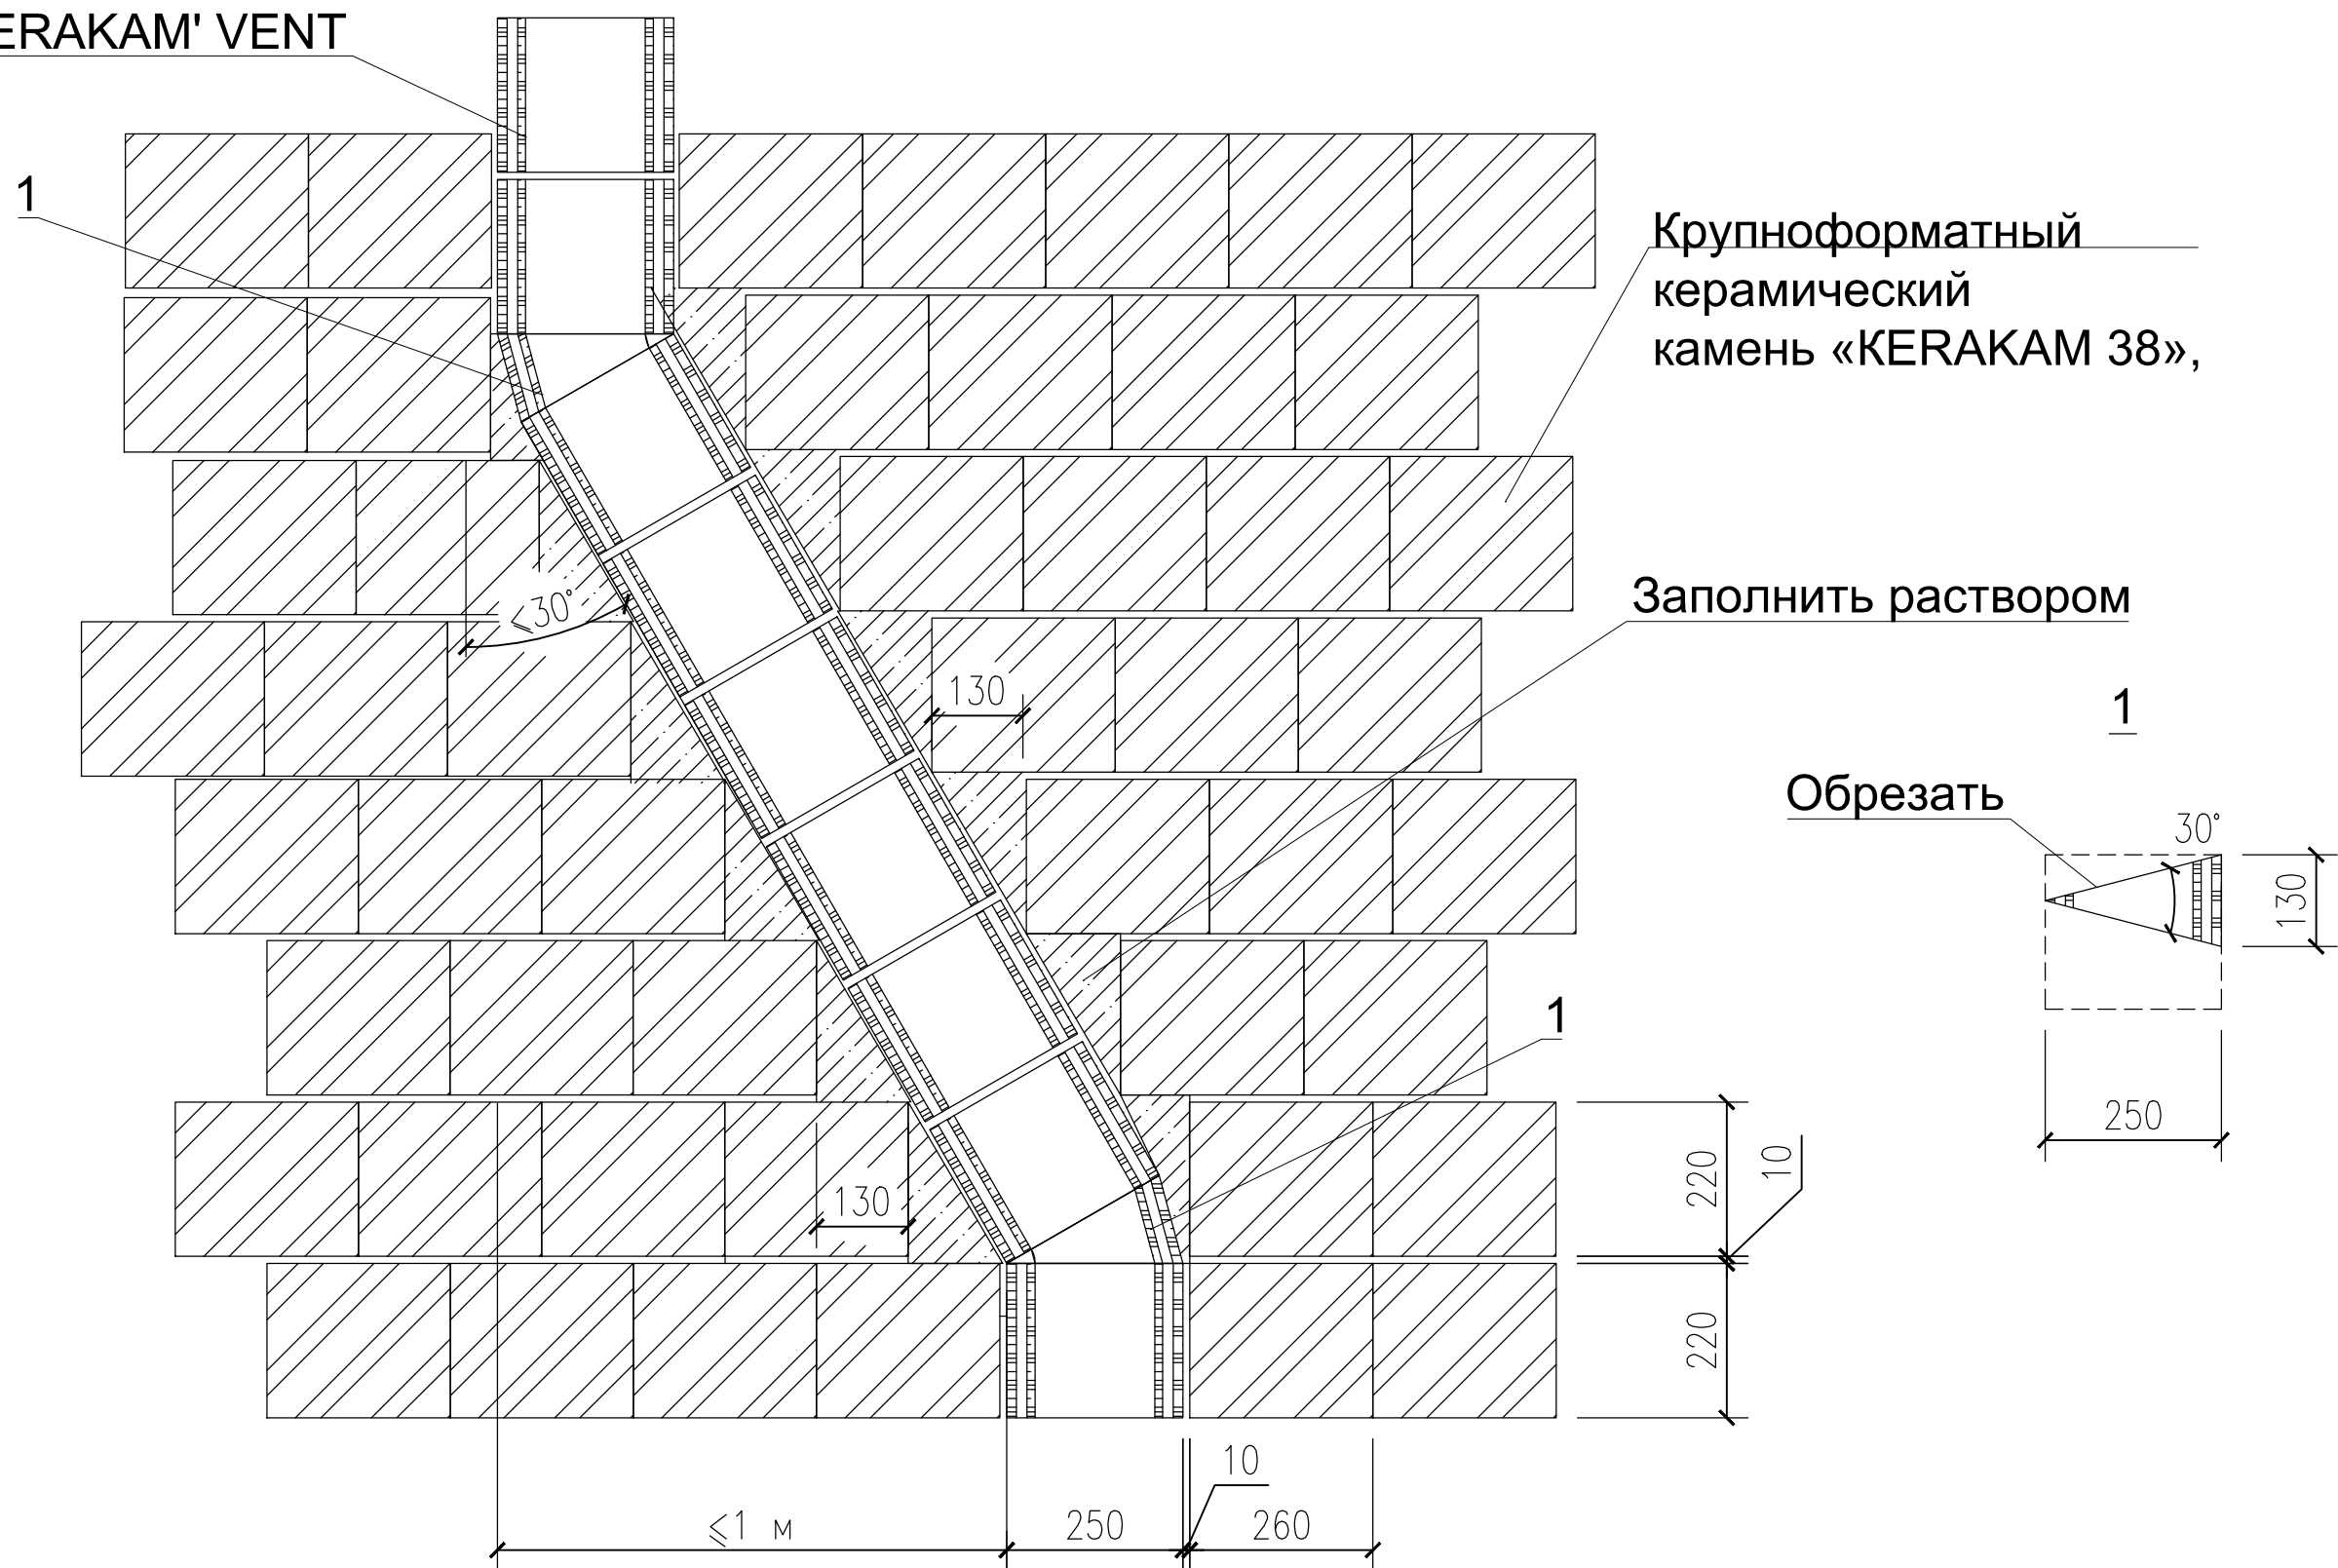 ERAKAM' VENT
1
Крупноформатный
керамический
камень «KERAKAM 38»,
⩽30°
Заполнить раствором
130
1
Обрезать
30°
130
250
1
130
220
10
220
10
⩽1 м
250
260